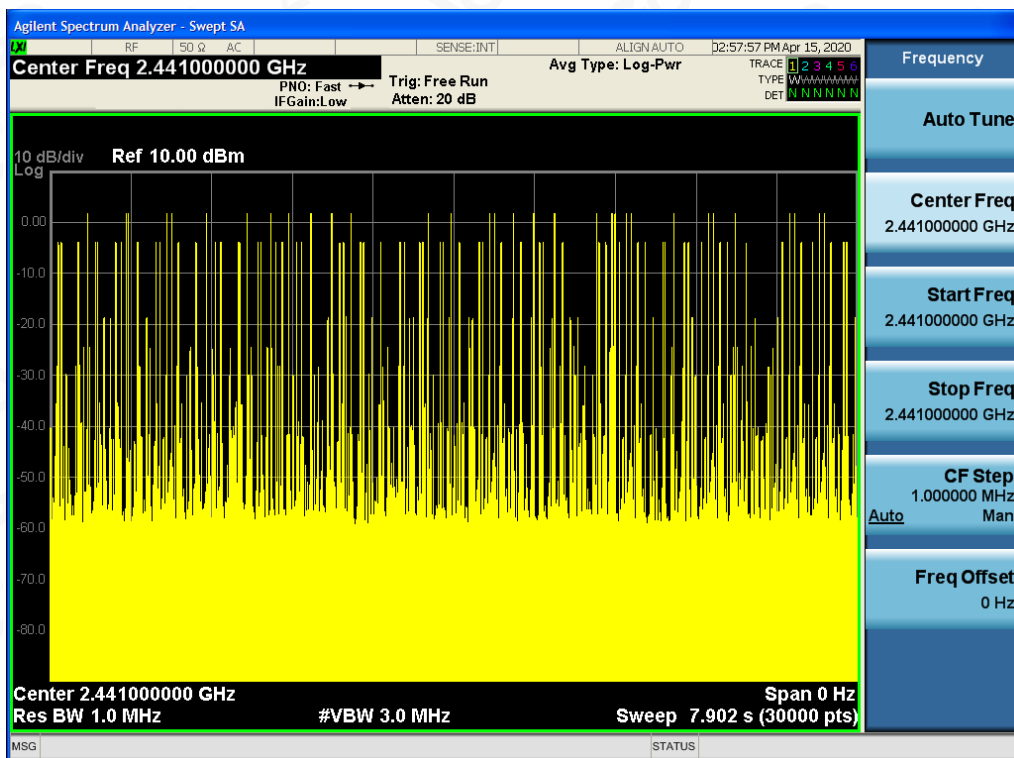 Agilent Spectrum Analyzer - Swept SA
LXI RF 50 Ω AC SENSE:INT ALIGN AUTO 02:57:57 PM Apr 15, 2020
Center Freq 2.441000000 GHz
PNO: Fast
IFGain:Low
Trig: Free Run
Atten: 20 dB
Avg Type: Log-Pwr
TRACE 1 2 3 4 5 6
TYPE W
DET N N N N N N
10 dB/div Ref 10.00 dBm
Log
0.00
-10.0
-20.0
-30.0
-40.0
-50.0
-60.0
-70.0
-80.0
Center 2.441000000 GHz Span 0 Hz
Res BW 1.0 MHz #VBW 3.0 MHz Sweep 7.902 s (30000 pts)
MSG STATUS
Frequency
Auto Tune
Center Freq
2.441000000 GHz
Start Freq
2.441000000 GHz
Stop Freq
2.441000000 GHz
CF Step
1.000000 MHz
Auto Man
Freq Offset
0 Hz